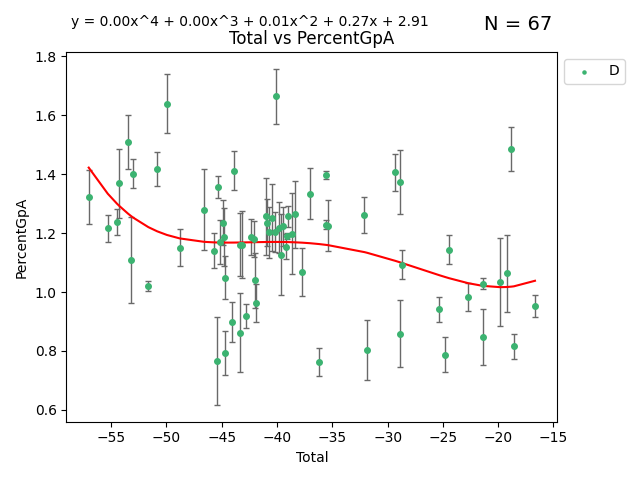 y = 0.00x^4 + 0.00x^3 + 0.01x^2 + 0.27x + 2.91
N = 67
Total vs PercentGpA
D
PercentGpA
1.8
1.6
1.4
1.2
1.0
0.8
0.6
−55
−50
−45
−40
−35
−30
−25
−20
−15
Total